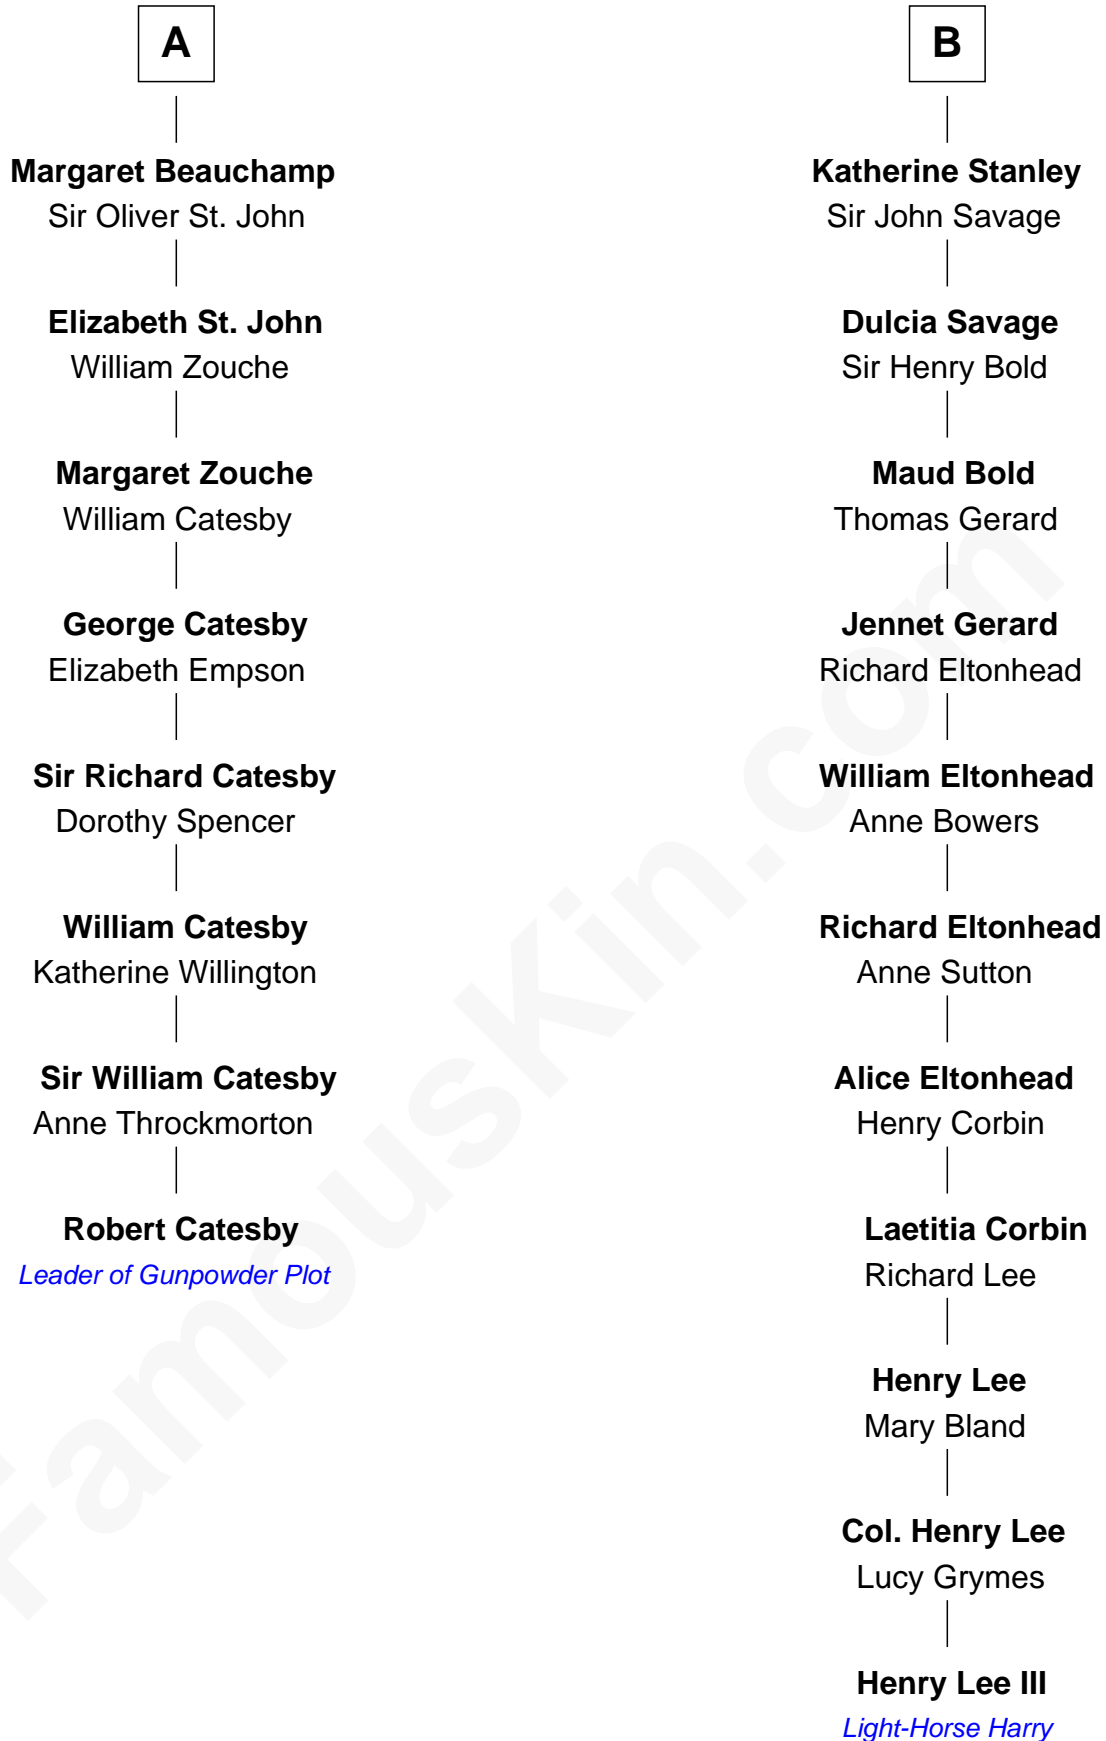 A
Margaret Beauchamp
Sir Oliver St. John
Elizabeth St. John
William Zouche
Margaret Zouche
William Catesby
George Catesby
Elizabeth Empson
Sir Richard Catesby
Dorothy Spencer
William Catesby
Katherine Willington
Sir William Catesby
Anne Throckmorton
Robert Catesby
Leader of Gunpowder Plot
B
Katherine Stanley
Sir John Savage
Dulcia Savage
Sir Henry Bold
Maud Bold
Thomas Gerard
Jennet Gerard
Richard Eltonhead
William Eltonhead
Anne Bowers
Richard Eltonhead
Anne Sutton
Alice Eltonhead
Henry Corbin
Laetitia Corbin
Richard Lee
Henry Lee
Mary Bland
Col. Henry Lee
Lucy Grymes
Henry Lee III
Light-Horse Harry
FamousKin.com